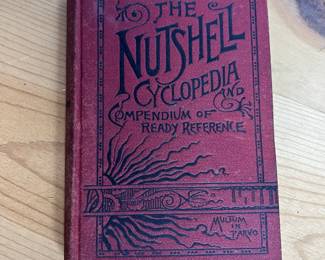 THE
NUTSHELL
CYCLOPEDIA
AND
COMPENDIUM OF
READY REFERENCE
MULTUM
IN
PARVO